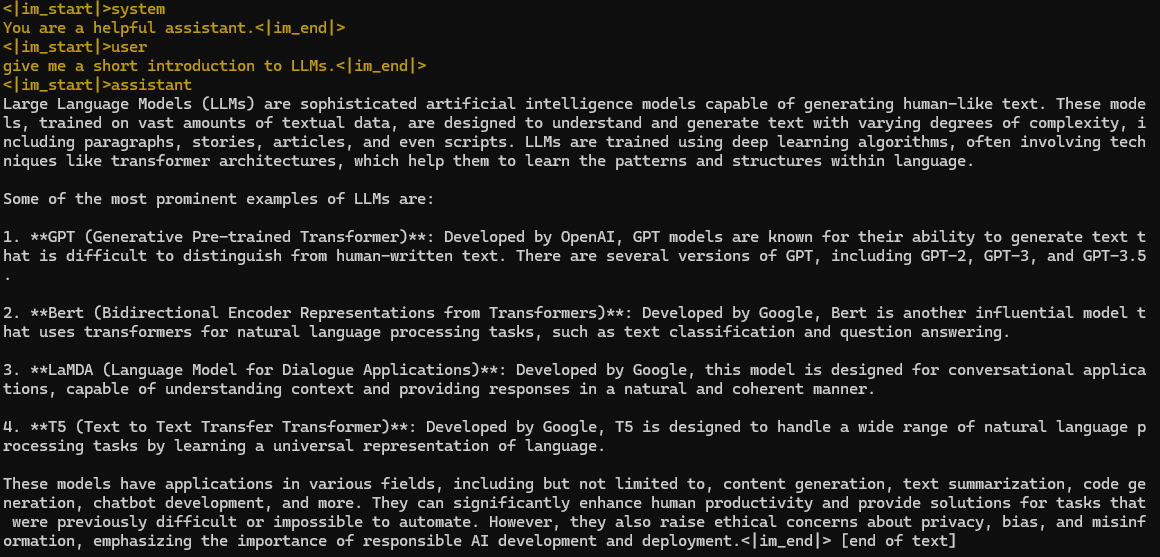 <|im_start|>system
You are a helpful assistant.<|im_end|>
<|im_start|>user
give me a short introduction to LLMs.<|im_end|>
<|im_start|>assistant
Large Language Models (LLMs) are sophisticated artificial intelligence models capable of generating human-like text. These mode
ls, trained on vast amounts of textual data, are designed to understand and generate text with varying degrees of complexity, i
ncluding paragraphs, stories, articles, and even scripts. LLMs are trained using deep learning algorithms, often involving tech
niques like transformer architectures, which help them to learn the patterns and structures within language.

Some of the most prominent examples of LLMs are:

1. **GPT (Generative Pre-trained Transformer)**: Developed by OpenAI, GPT models are known for their ability to generate text t
hat is difficult to distinguish from human-written text. There are several versions of GPT, including GPT-2, GPT-3, and GPT-3.5
.

2. **Bert (Bidirectional Encoder Representations from Transformers)**: Developed by Google, Bert is another influential model t
hat uses transformers for natural language processing tasks, such as text classification and question answering.

3. **LaMDA (Language Model for Dialogue Applications)**: Developed by Google, this model is designed for conversational applica
tions, capable of understanding context and providing responses in a natural and coherent manner.

4. **T5 (Text to Text Transfer Transformer)**: Developed by Google, T5 is designed to handle a wide range of natural language p
rocessing tasks by learning a universal representation of language.

These models have applications in various fields, including but not limited to, content generation, text summarization, code ge
neration, chatbot development, and more. They can significantly enhance human productivity and provide solutions for tasks that
 were previously difficult or impossible to automate. However, they also raise ethical concerns about privacy, bias, and misinf
ormation, emphasizing the importance of responsible AI development and deployment.<|im_end|> [end of text]